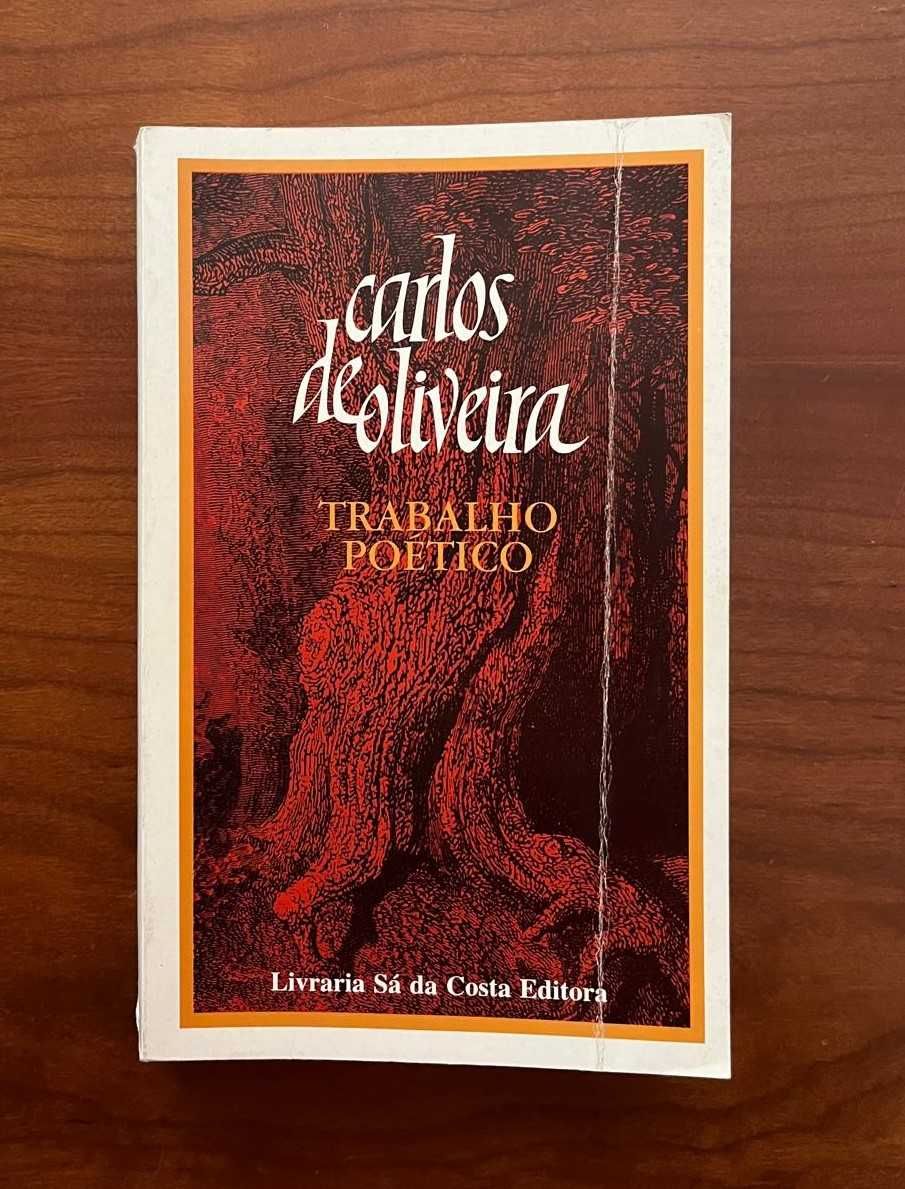 carlos
de oliveira
TRABALHO
POÉTICO
Livraria Sá da Costa Editora